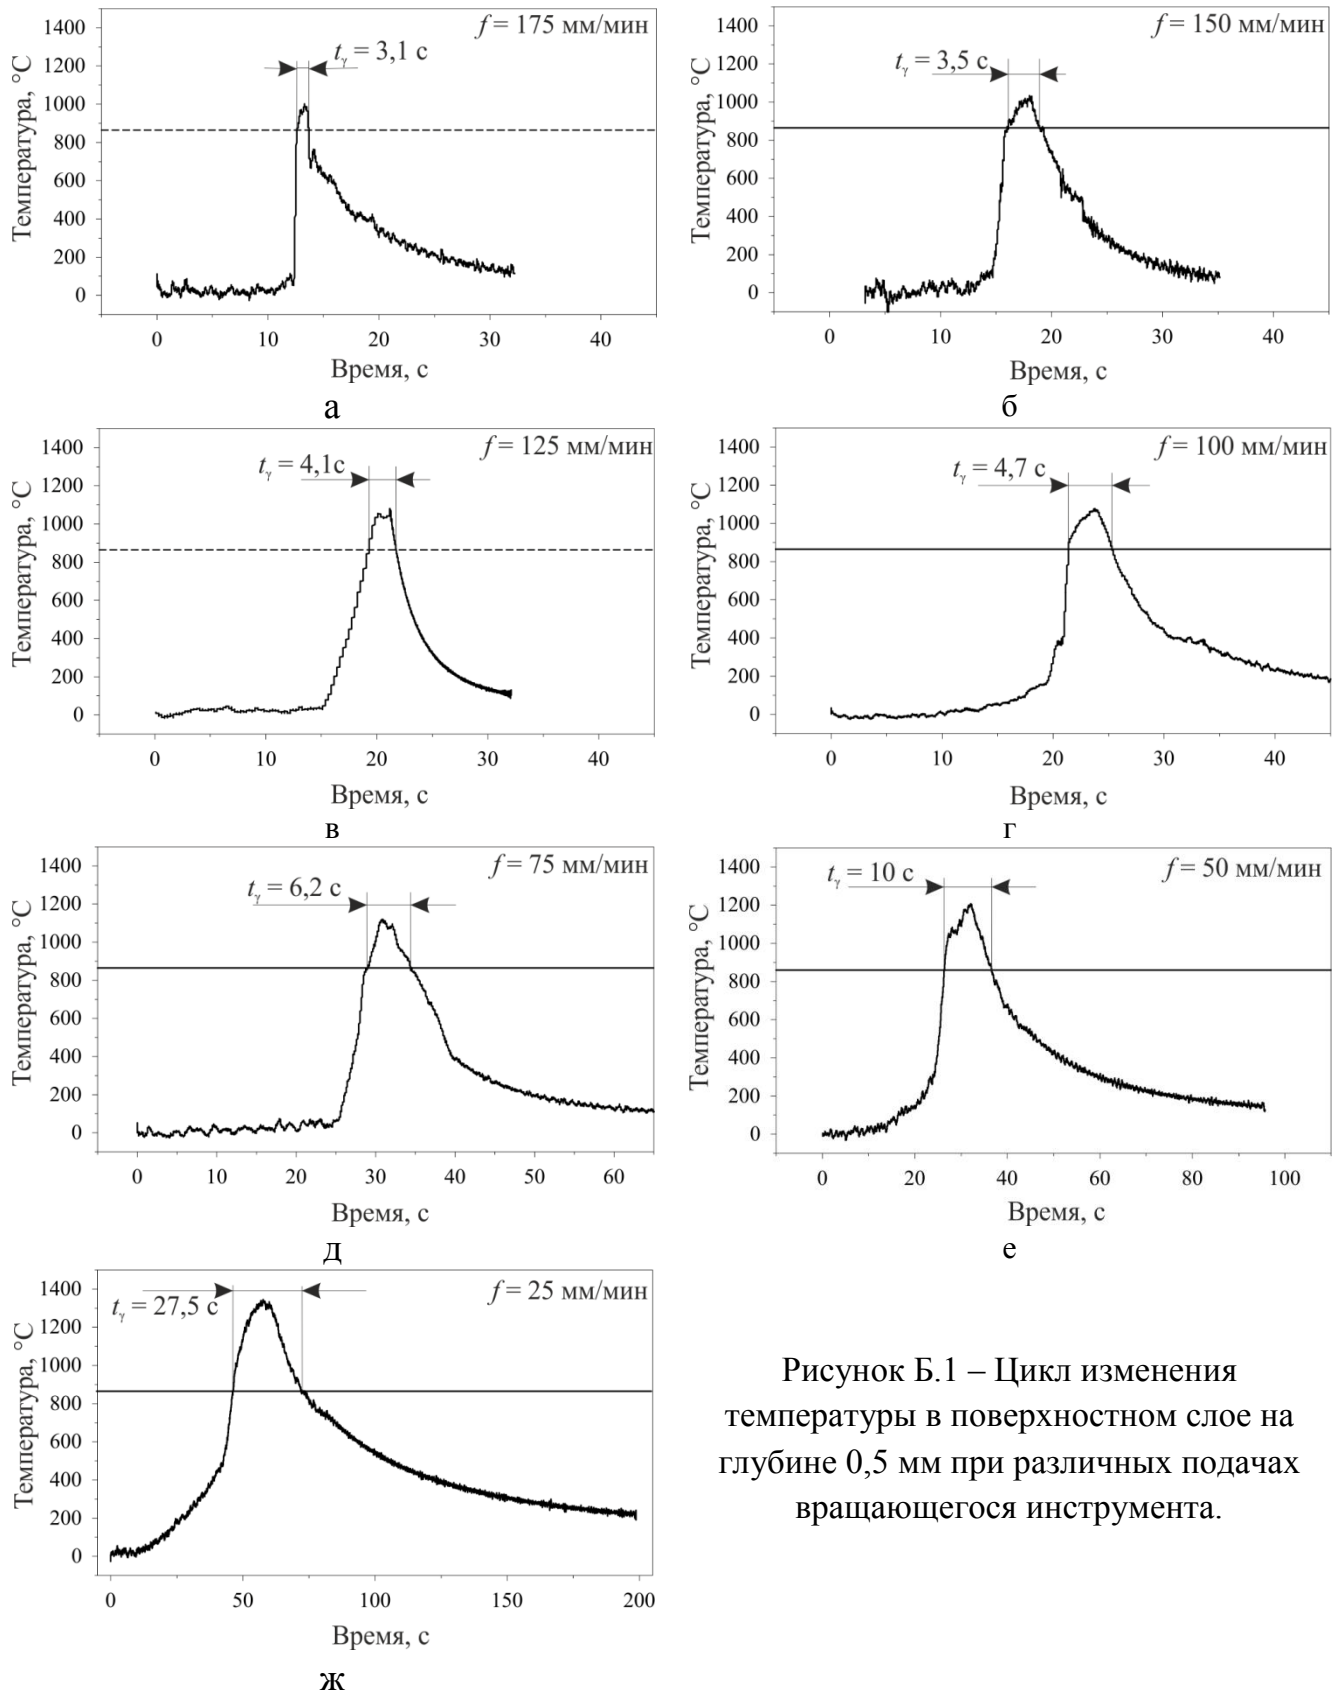 1400
1200
1000
800
600
400
200
0
Температура, °C
f = 175 мм/мин
tγ = 3,1 с
0 10 20 30 40
Время, с
а
1400
1200
1000
800
600
400
200
0
Температура, °C
f = 150 мм/мин
tγ = 3,5 с
0 10 20 30 40
Время, с
б
1400
1200
1000
800
600
400
200
0
Температура, °C
f = 125 мм/мин
tγ = 4,1с
0 10 20 30 40
Время, с
в
1400
1200
1000
800
600
400
200
0
Температура, °C
f = 100 мм/мин
tγ = 4,7 с
0 10 20 30 40
Время, с
г
1400
1200
1000
800
600
400
200
0
Температура, °C
f = 75 мм/мин
tγ = 6,2 с
0 10 20 30 40 50 60
Время, с
д
1400
1200
1000
800
600
400
200
0
Температура, °C
f = 50 мм/мин
tγ = 10 с
0 20 40 60 80 100
Время, с
е
1400
1200
1000
800
600
400
200
0
Температура, °C
f = 25 мм/мин
tγ = 27,5 с
0 50 100 150 200
Время, с
ж
Рисунок Б.1 – Цикл изменения
температуры в поверхностном слое на
глубине 0,5 мм при различных подачах
вращающегося инструмента.